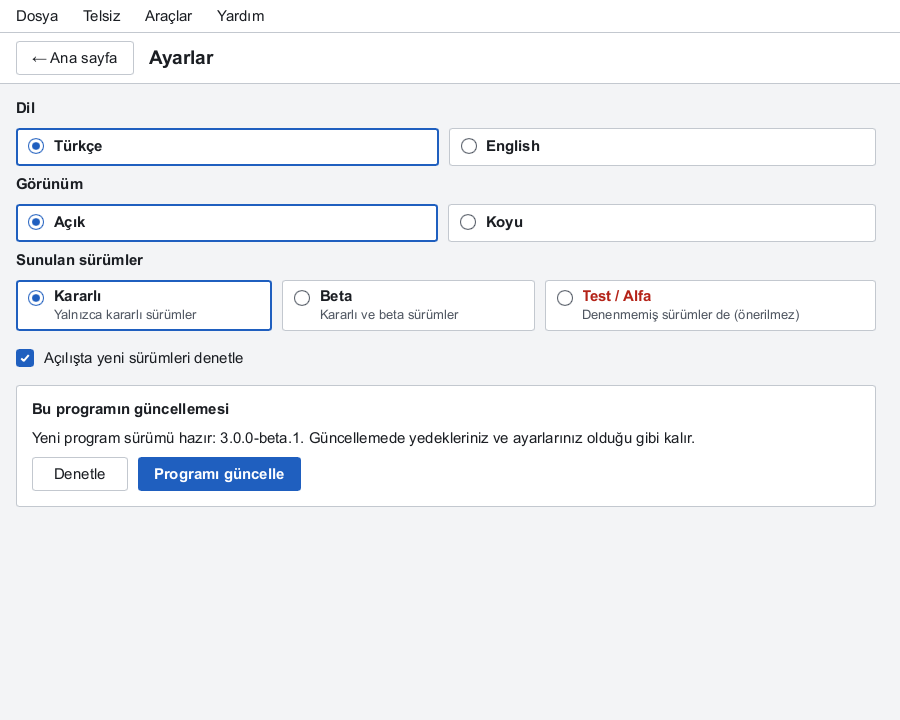 Dosya Telsiz Araçlar Yardım
← Ana sayfa Ayarlar
Dil
Türkçe English
Görünüm
Açık Koyu
Sunulan sürümler
Kararlı Beta Test / Alfa
Yalnızca kararlı sürümler Kararlı ve beta sürümler Denenmemiş sürümler de (önerilmez)
Açılışta yeni sürümleri denetle
Bu programın güncellemesi
Yeni program sürümü hazır: 3.0.0-beta.1. Güncellemede yedekleriniz ve ayarlarınız olduğu gibi kalır.
Denetle Programı güncelle